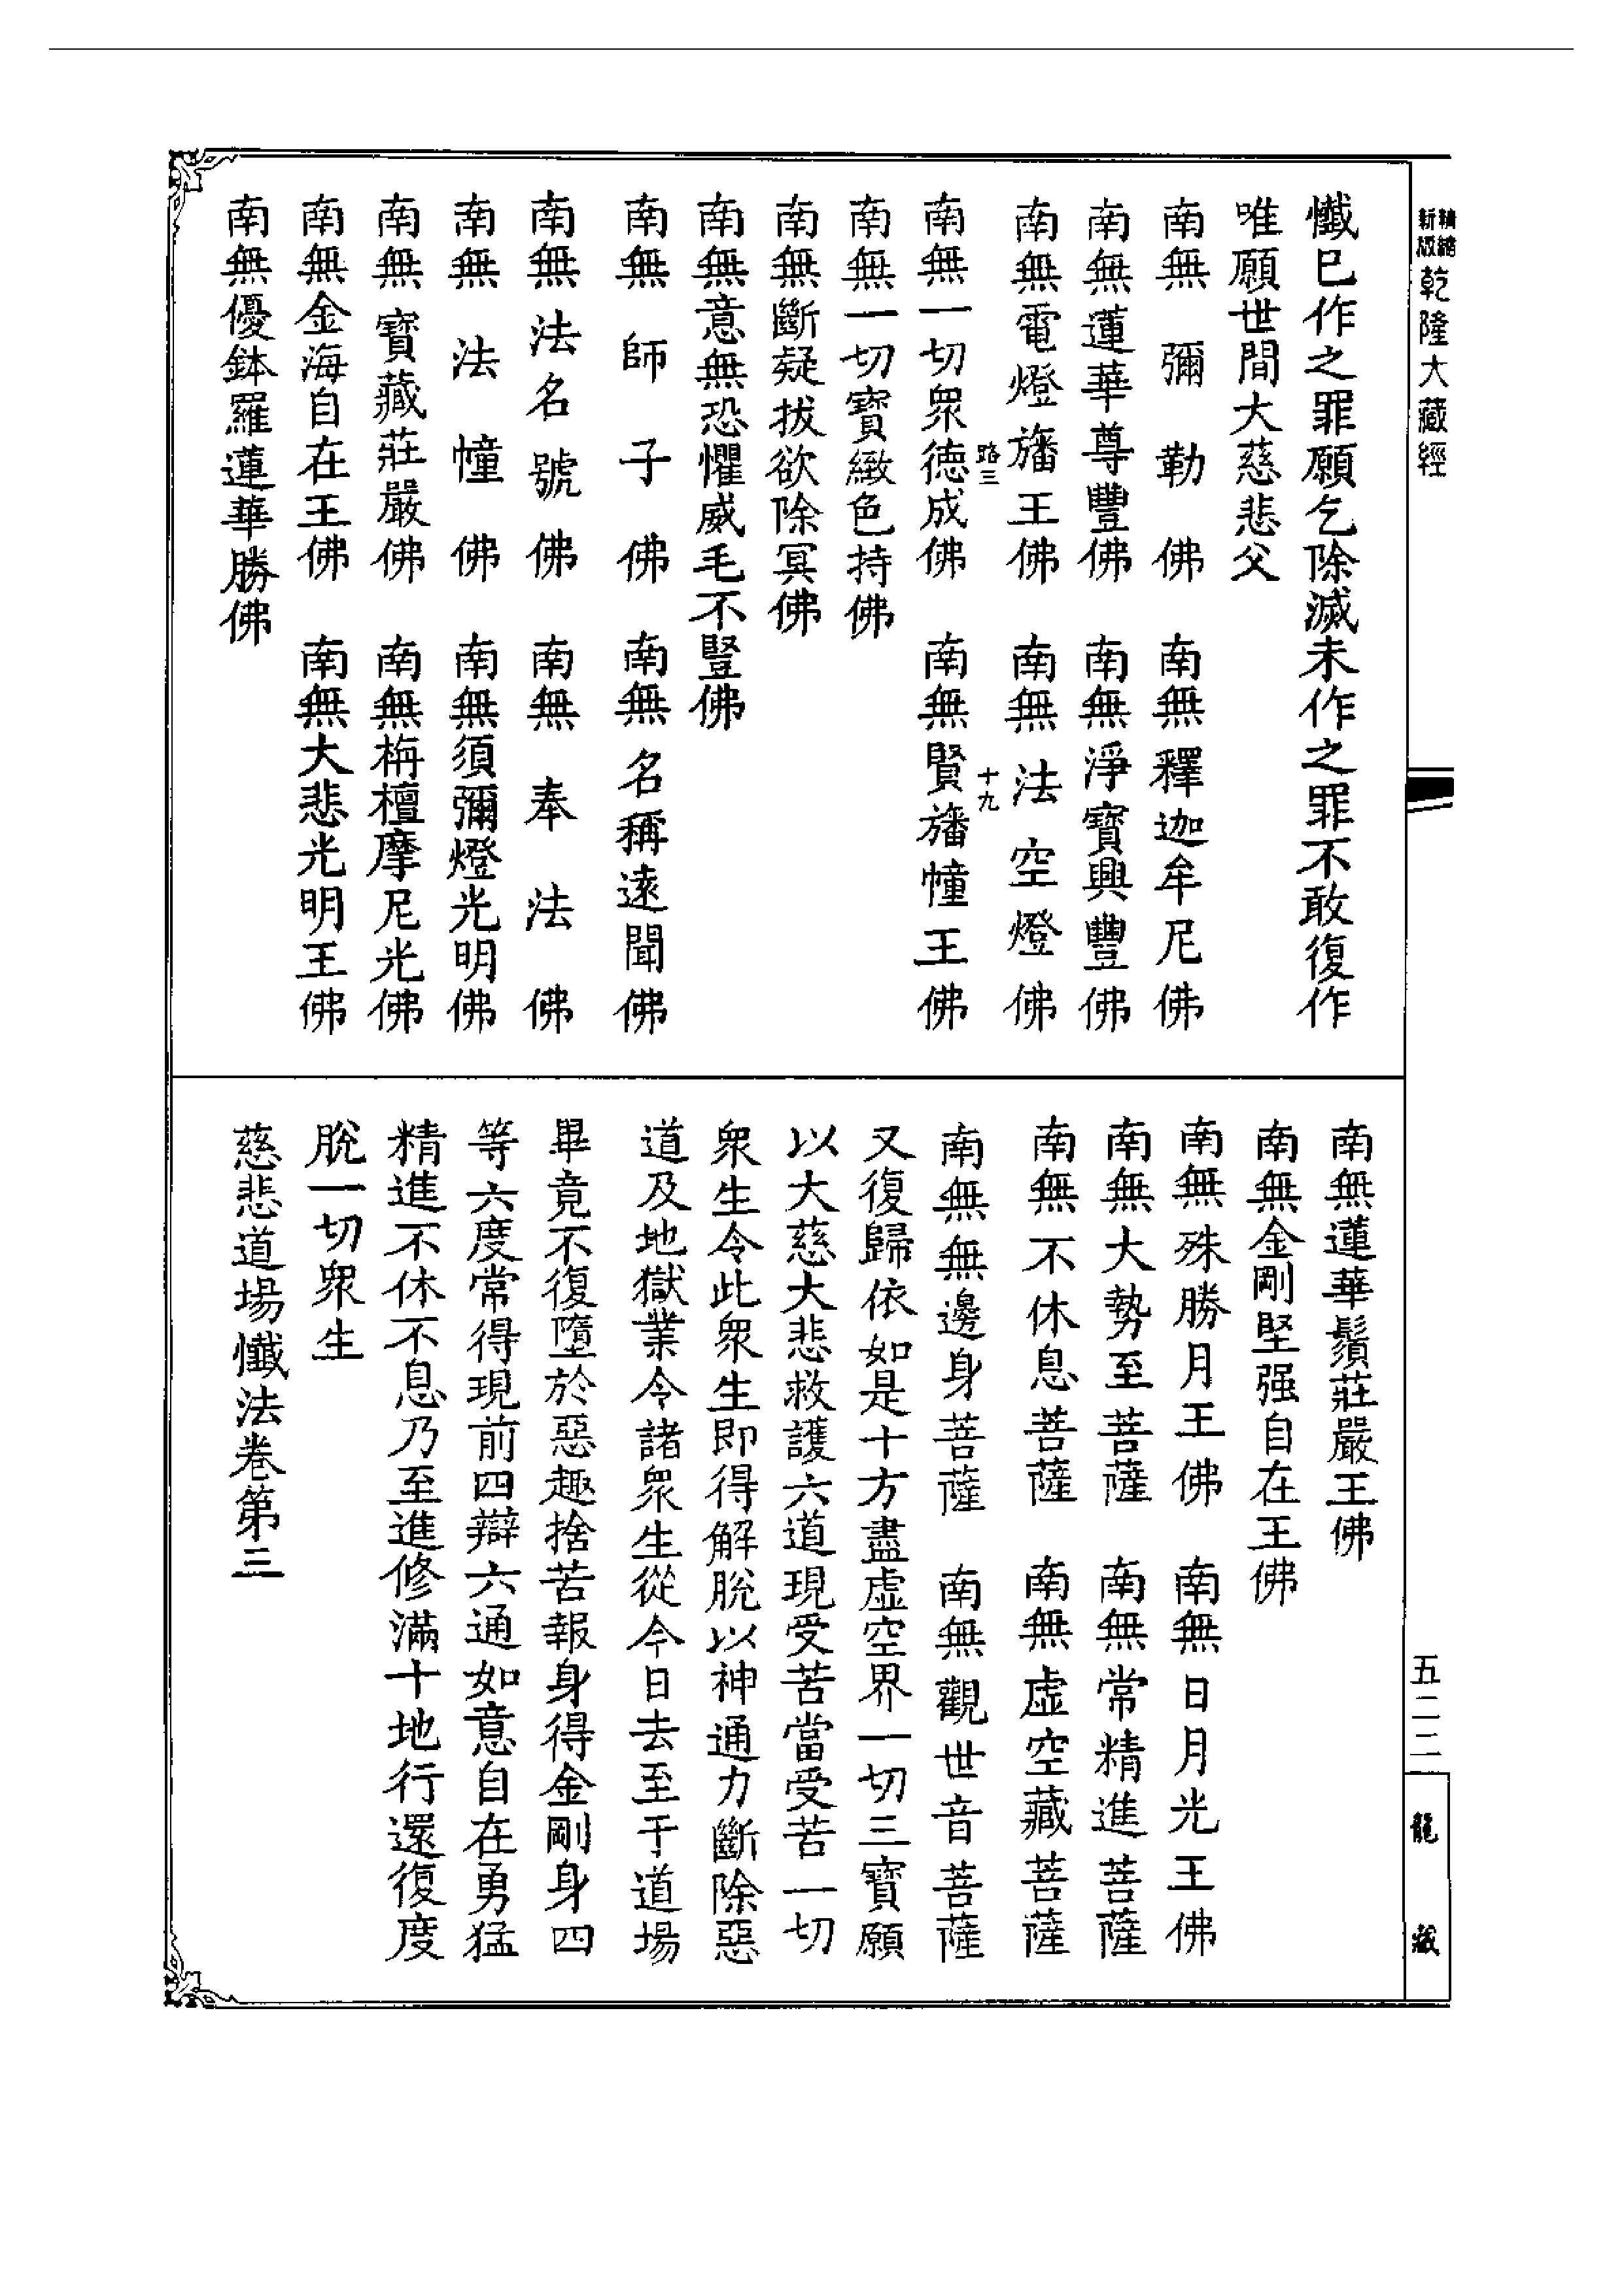 精縮新版乾隆大藏經
懺已作之罪願乞除滅未作之罪不敢復作
唯願世間大慈悲父
南無彌勒佛　南無釋迦牟尼佛
南無蓮華尊豐佛　南無淨寶興豐佛
南無電燈旛王佛　南無法空燈佛
路三　十九
南無一切眾德成佛　南無賢旛幢王佛
南無一切寶緻色持佛
南無斷疑拔欲除冥佛
南無意無恐懼威毛不豎佛
南無師子佛　南無名稱遠聞佛
南無法名號佛　南無奉法佛
南無法幢佛　南無須彌燈光明佛
南無寶藏莊嚴佛　南無栴檀摩尼光佛
南無金海自在王佛　南無大悲光明王佛
南無優鉢羅蓮華勝佛
南無蓮華鬚莊嚴王佛
南無金剛堅强自在王佛
南無殊勝月王佛　南無日月光王佛
南無大勢至菩薩　南無常精進菩薩
南無不休息菩薩　南無虛空藏菩薩
南無無邊身菩薩　南無觀世音菩薩
又復歸依如是十方盡虛空界一切三寶願
以大慈大悲救護六道現受苦當受苦一切
眾生令此眾生即得解脫以神通力斷除惡
道及地獄業令諸眾生從今日去至于道場
畢竟不復墮於惡趣捨苦報身得金剛身四
等六度常得現前四辯六通如意自在勇猛
精進不休不息乃至進修滿十地行還復度
脫一切眾生
慈悲道場懺法卷第三
五二二
龍藏